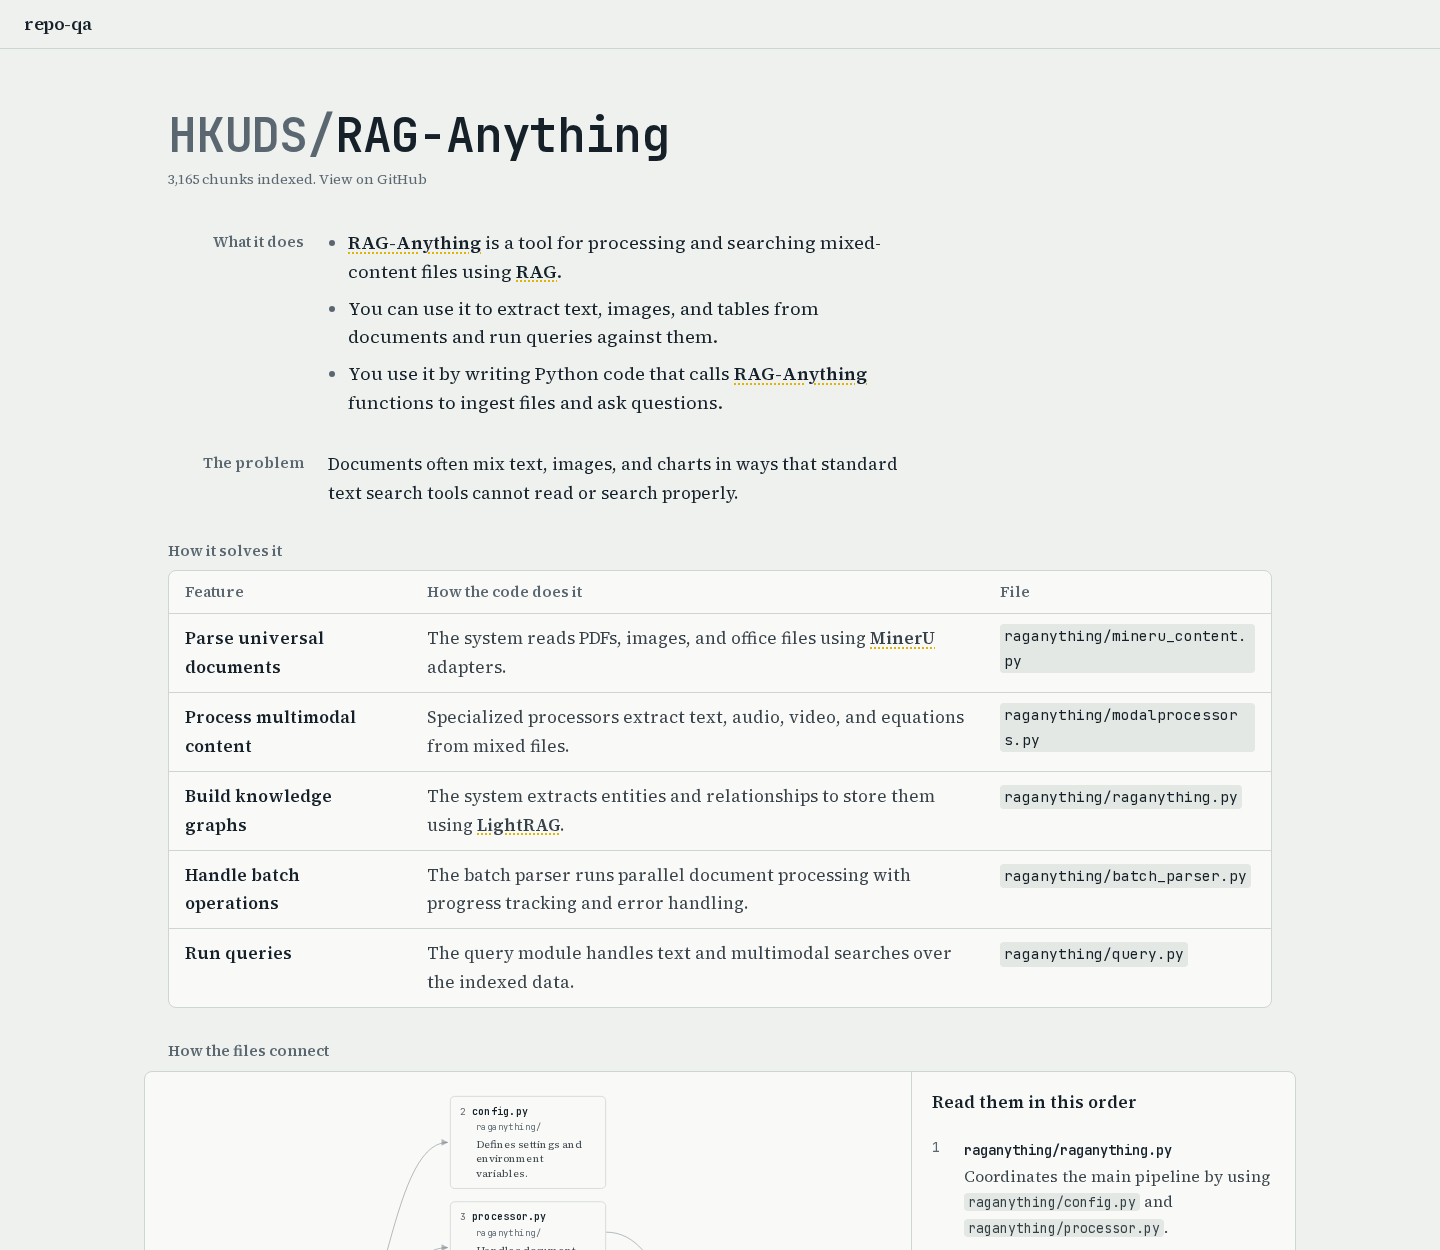 repo-qa
HKUDS/RAG-Anything
3,165 chunks indexed. View on GitHub
What it does
RAG-Anything is a tool for processing and searching mixed-
content files using RAG.
You can use it to extract text, images, and tables from
documents and run queries against them.
You use it by writing Python code that calls RAG-Anything
functions to ingest files and ask questions.
The problem
Documents often mix text, images, and charts in ways that standard
text search tools cannot read or search properly.
How it solves it
Feature How the code does it File
Parse universal
documents
The system reads PDFs, images, and office files using MinerU
adapters.
raganything/mineru_content.
py
Process multimodal
content
Specialized processors extract text, audio, video, and equations
from mixed files.
raganything/modalprocessor
s.py
Build knowledge
graphs
The system extracts entities and relationships to store them
using LightRAG.
raganything/raganything.py
Handle batch
operations
The batch parser runs parallel document processing with
progress tracking and error handling.
raganything/batch_parser.py
Run queries
The query module handles text and multimodal searches over
the indexed data.
raganything/query.py
How the files connect
2 config.py
raganything/
Defines settings and
environment
variables.
3 processor.py
raganything/
Handles document
Read them in this order
1 raganything/raganything.py
Coordinates the main pipeline by using
raganything/config.py and
raganything/processor.py.